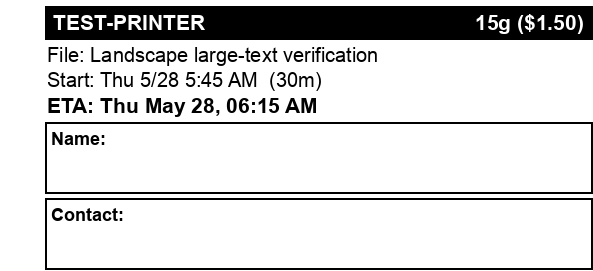 TEST-PRINTER 15g ($1.50)
File: Landscape large-text verification
Start: Thu 5/28 5:45 AM (30m)
ETA: Thu May 28, 06:15 AM
Name:
Contact: